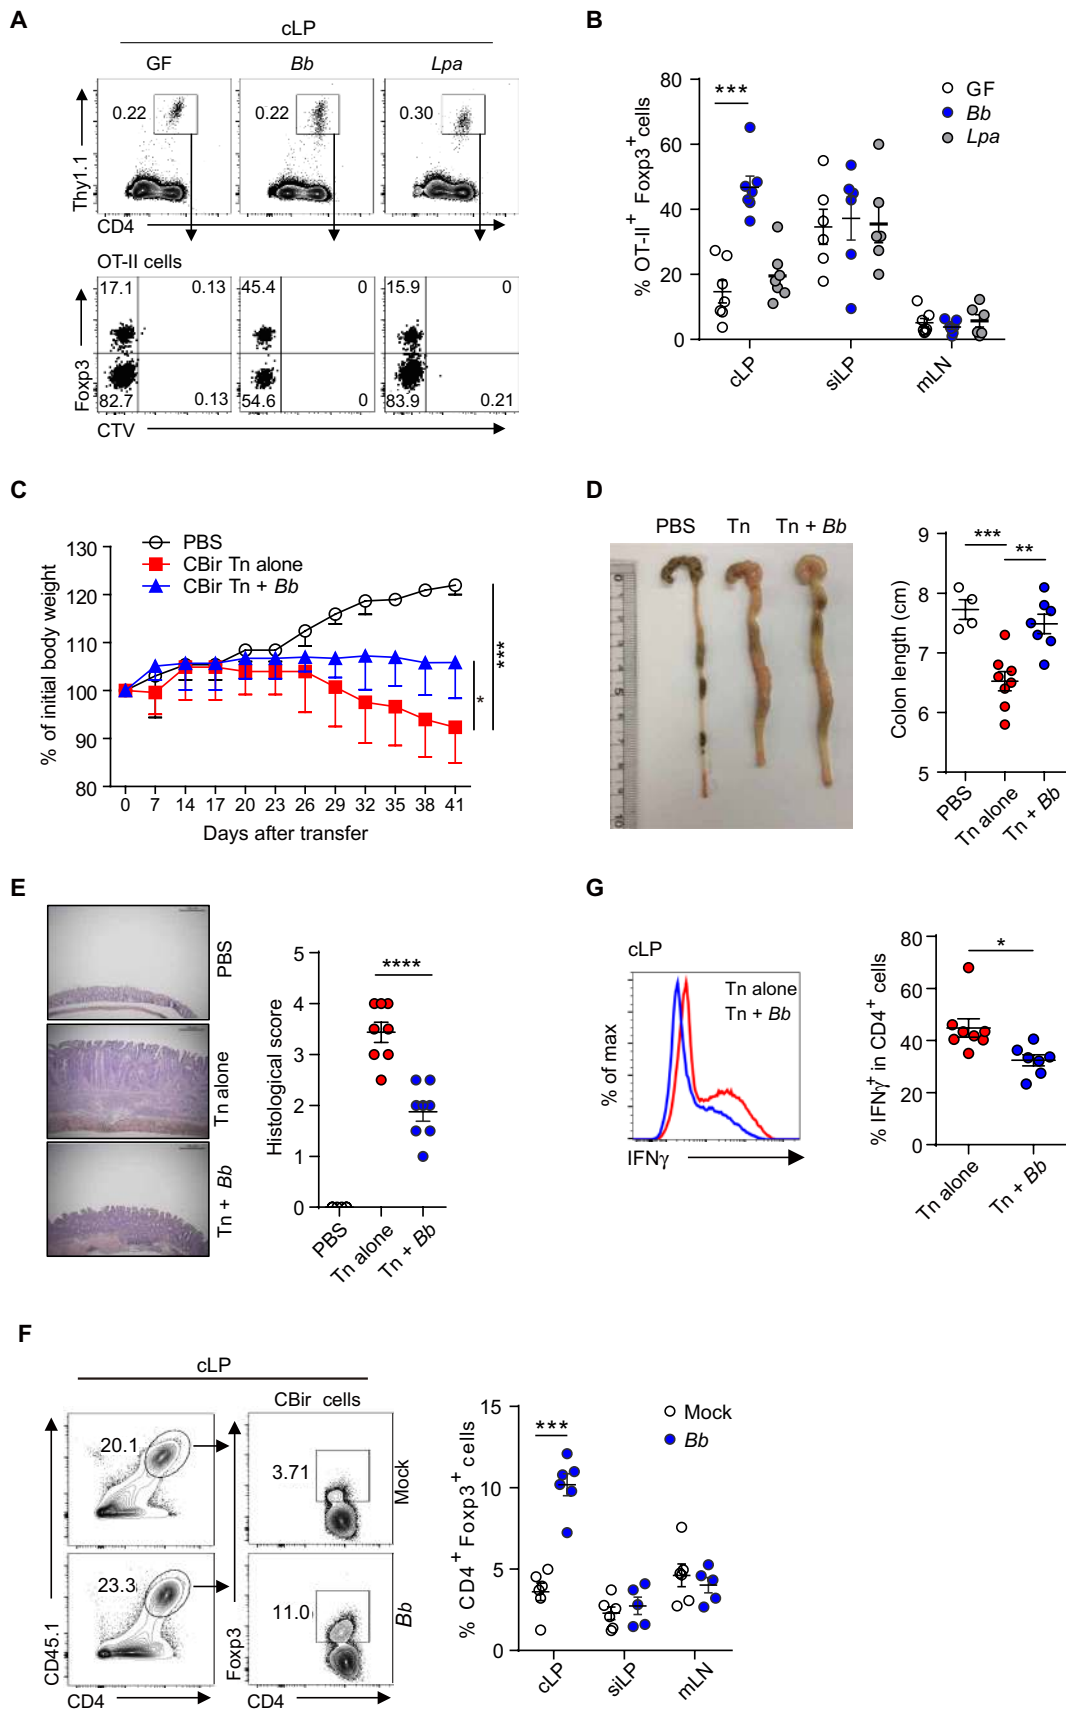 A
cLP
GF Bb Lpa
0.22 0.22 0.30
Thy1.1
CD4
OT-II cells
17.1 0.13 45.4 0 15.9 0
Foxp3
82.7 0.13 54.6 0 83.9 0.21
CTV
B
% OT-II+ Foxp3+cells
80
60
40
20
0
***
GF
Bb
Lpa
cLP siLP mLN
C
% of initial body weight
130
120
110
100
90
80
PBS
CBir Tn alone
CBir Tn + Bb
***
*
0 7 14 17 20 23 26 29 32 35 38 41
Days after transfer
D
PBS Tn Tn + Bb
Colon length (cm)
9
8
7
6
5
*** **
PBS Tn alone Tn + Bb
E
PBS
Tn alone
Tn + Bb
Histological score
5
4
3
2
1
0
****
PBS Tn alone Tn + Bb
G
cLP
% of max
Tn alone
Tn + Bb
IFNγ
% IFNγ+ in CD4+ cells
80
60
40
20
0
*
Tn alone Tn + Bb
F
cLP
CBir cells
20.1
3.71
Mock
23.3
11.0
Bb
CD45.1
Foxp3
CD4 CD4
% CD4+ Foxp3+ cells
15
10
5
0
***
Mock
Bb
cLP siLP mLN